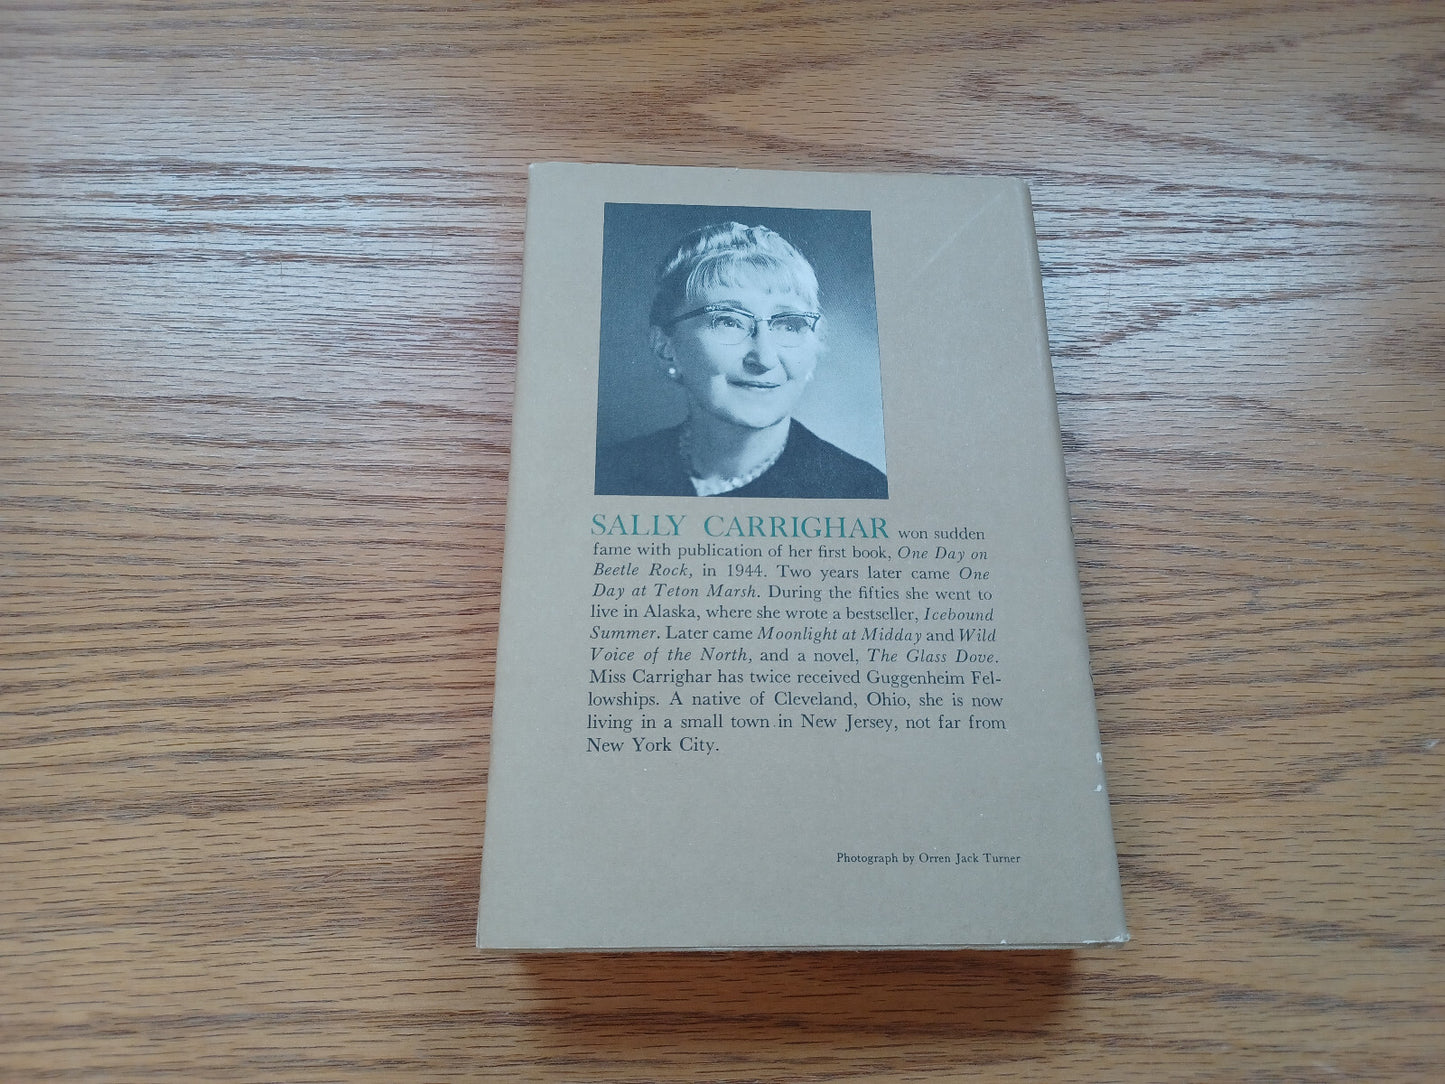 SALLY CARRIGHAR won sudden
fame with publication of her first book, One Day on
Beetle Rock, in 1944. Two years later came One
Day at Teton Marsh. During the fifties she went to
live in Alaska, where she wrote a bestseller, Icebound
Summer. Later came Moonlight at Midday and Wild
Voice of the North, and a novel, The Glass Dove.
Miss Carrighar has twice received Guggenheim Fel-
lowships. A native of Cleveland, Ohio, she is now
living in a small town in New Jersey, not far from
New York City.
Photograph by Orren Jack Turner